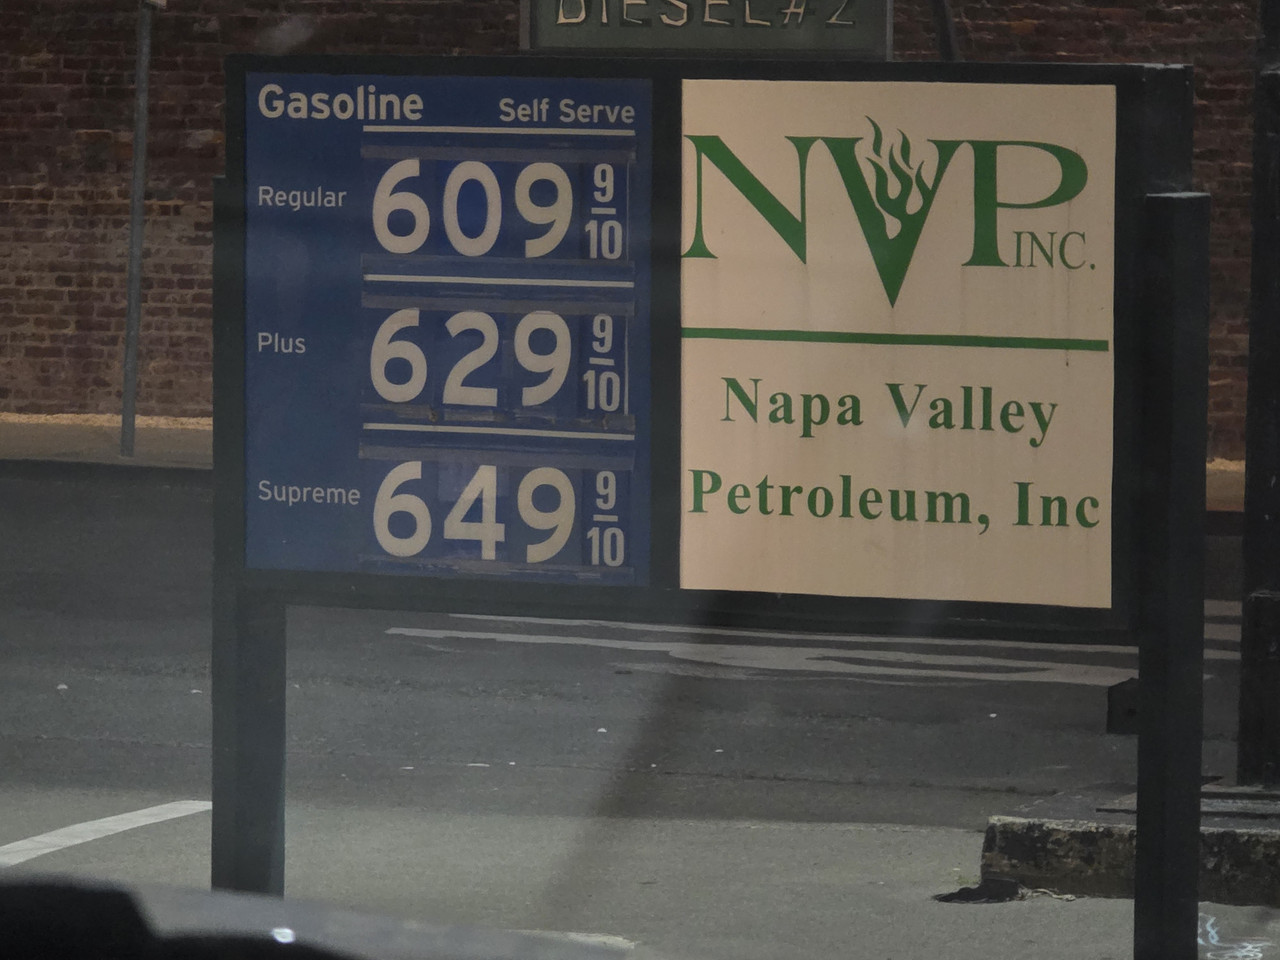 DIESEL#2
Gasoline Self Serve
Regular 609 9/10
Plus 629 9/10
Supreme 649 9/10
NVP INC.
Napa Valley
Petroleum, Inc